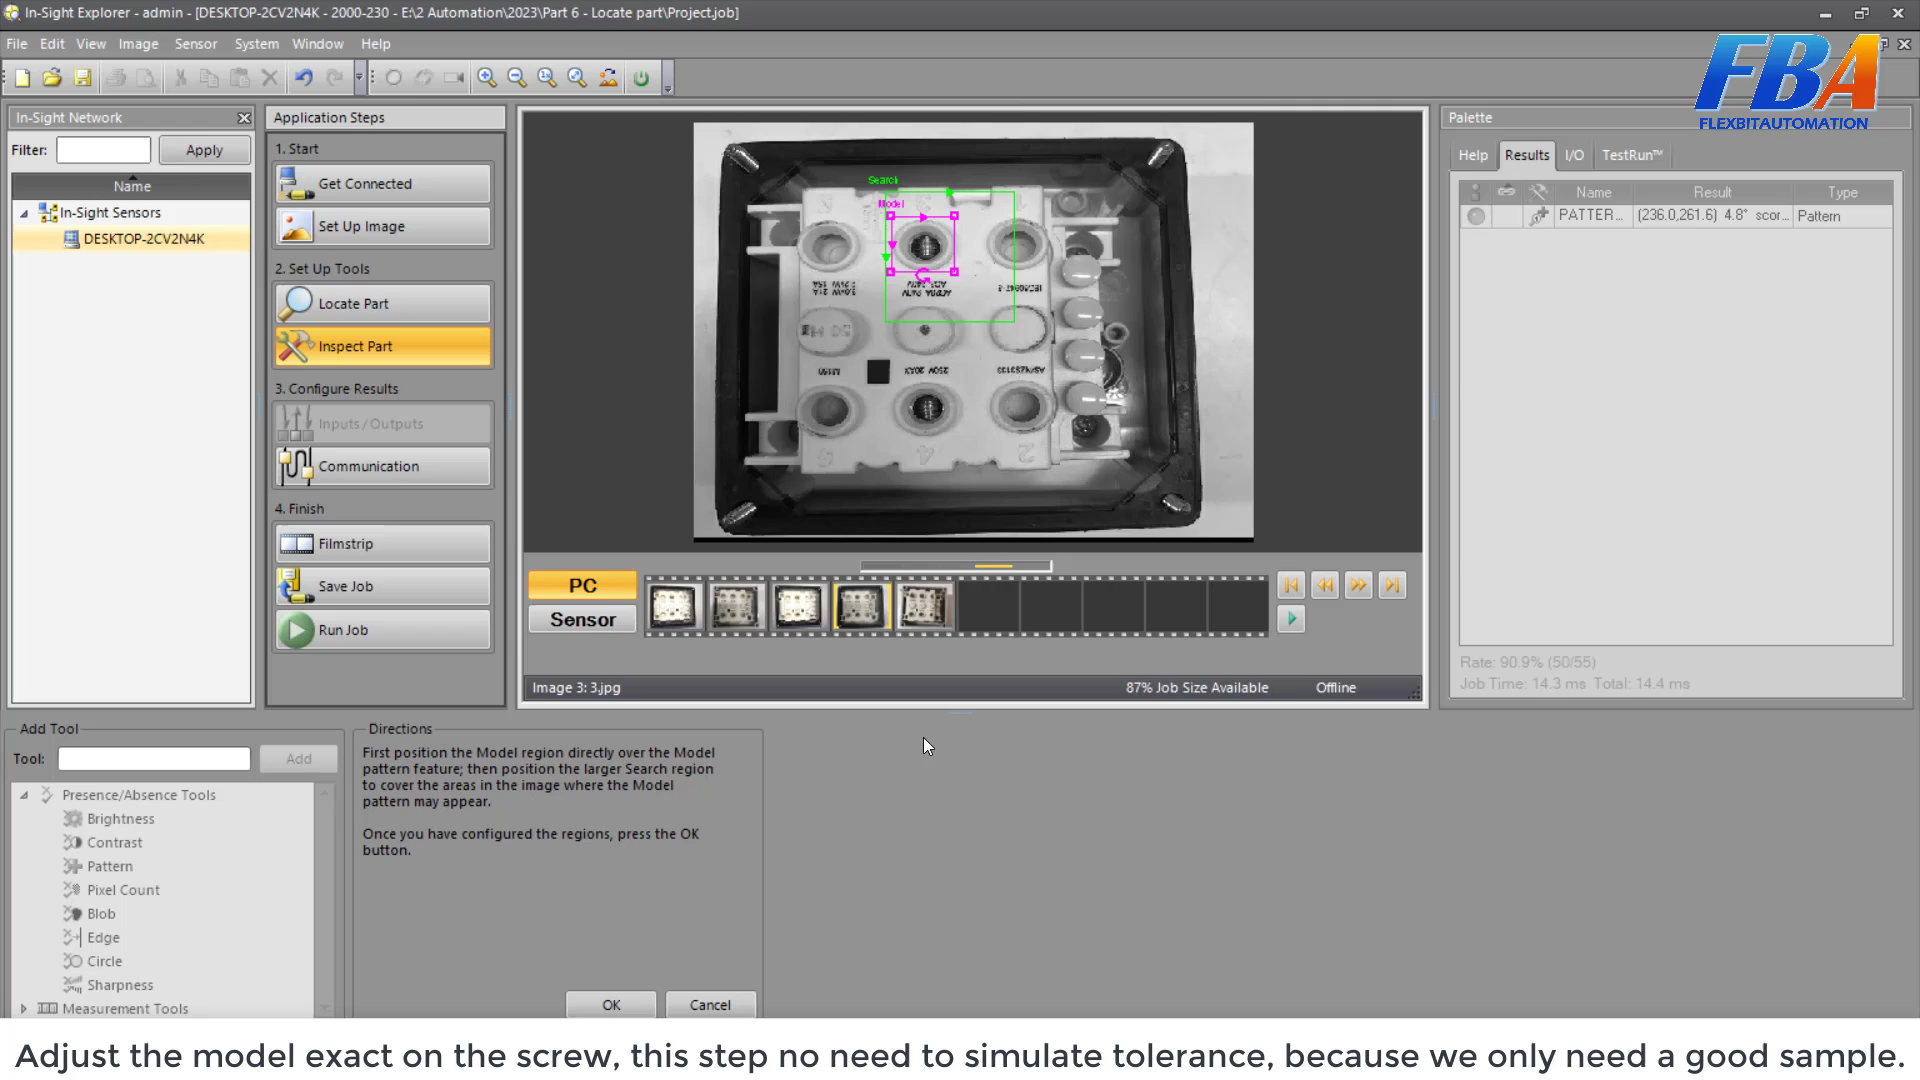 In-Sight Explorer - admin - [DESKTOP-2CV2N4K - 2000-230 - E:\2 Automation\2023\Part 6 - Locate part\Project.job]
File Edit View Image Sensor System Window Help
FBA
FLEXBITAUTOMATION
In-Sight Network
Filter:
Apply
Name
In-Sight Sensors
DESKTOP-2CV2N4K
Application Steps
1. Start
Get Connected
Set Up Image
2. Set Up Tools
Locate Part
Inspect Part
3. Configure Results
Inputs/Outputs
Communication
4. Finish
Filmstrip
Save Job
Run Job
Search
Model
PC
Sensor
Image 3: 3.jpg
87% Job Size Available
Offline
Palette
Help Results I/O TestRun™
Name Result Type
PATTER... (236.0,261.6) 4.8° scor... Pattern
Rate: 90.9% (50/55)
Job Time: 14.3 ms Total: 14.4 ms
Add Tool
Tool:
Add
Presence/Absence Tools
Brightness
Contrast
Pattern
Pixel Count
Blob
Edge
Circle
Sharpness
Measurement Tools
Directions
First position the Model region directly over the Model
pattern feature; then position the larger Search region
to cover the areas in the image where the Model
pattern may appear.
Once you have configured the regions, press the OK
button.
OK
Cancel
Adjust the model exact on the screw, this step no need to simulate tolerance, because we only need a good sample.